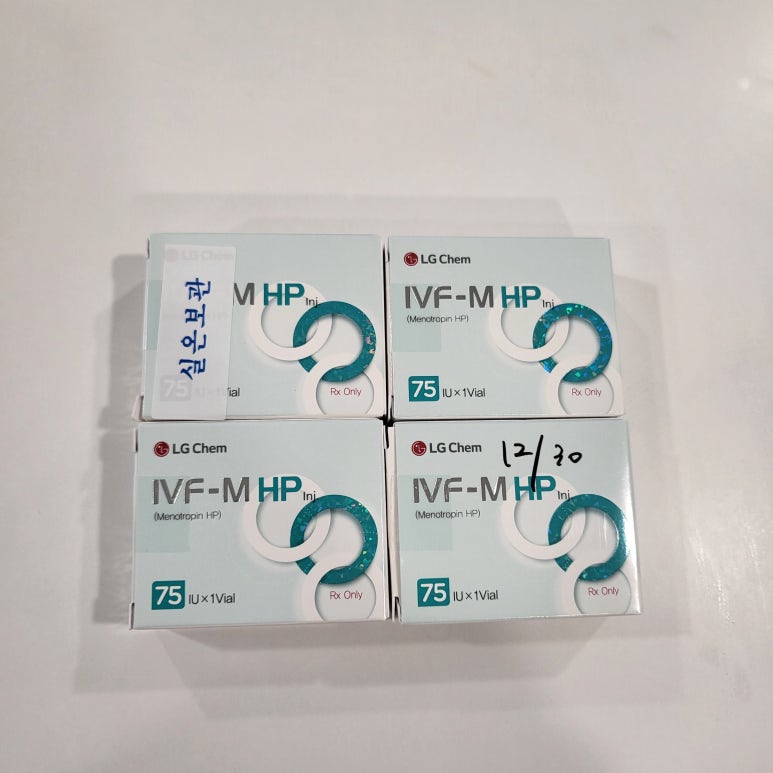 실온보관
M HP Inj
75
Rx Only
LG Chem
IVF-M HP Inj
(Menotropin HP)
75 IU×1Vial
Rx Only
LG Chem
IVF-M HP Inj
(Menotropin HP)
75 IU×1Vial
Rx Only
LG Chem
12/30
IVF-M HP Inj
(Menotropin HP)
75 IU×1Vial
Rx Only